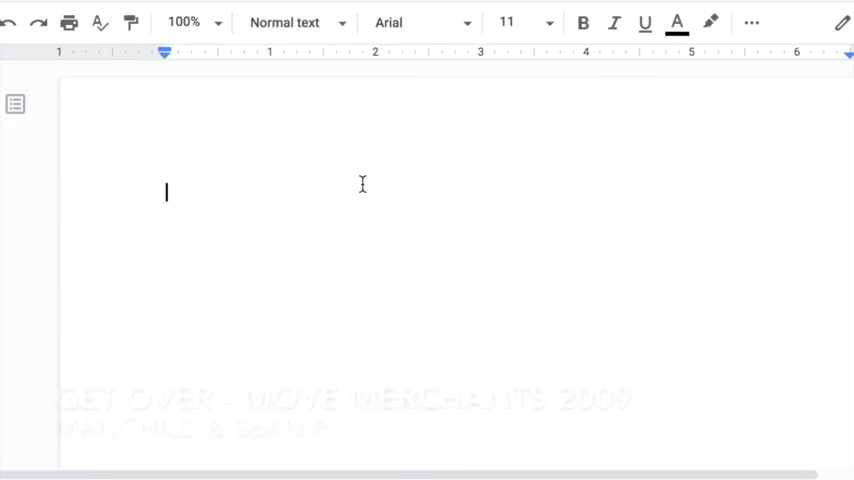 100% Normal text Arial 11 B I U A
1 1 2 3 4 5 6
GET OVER - MOVE MERCHANTS 2009
MANCHILD & SEAN P